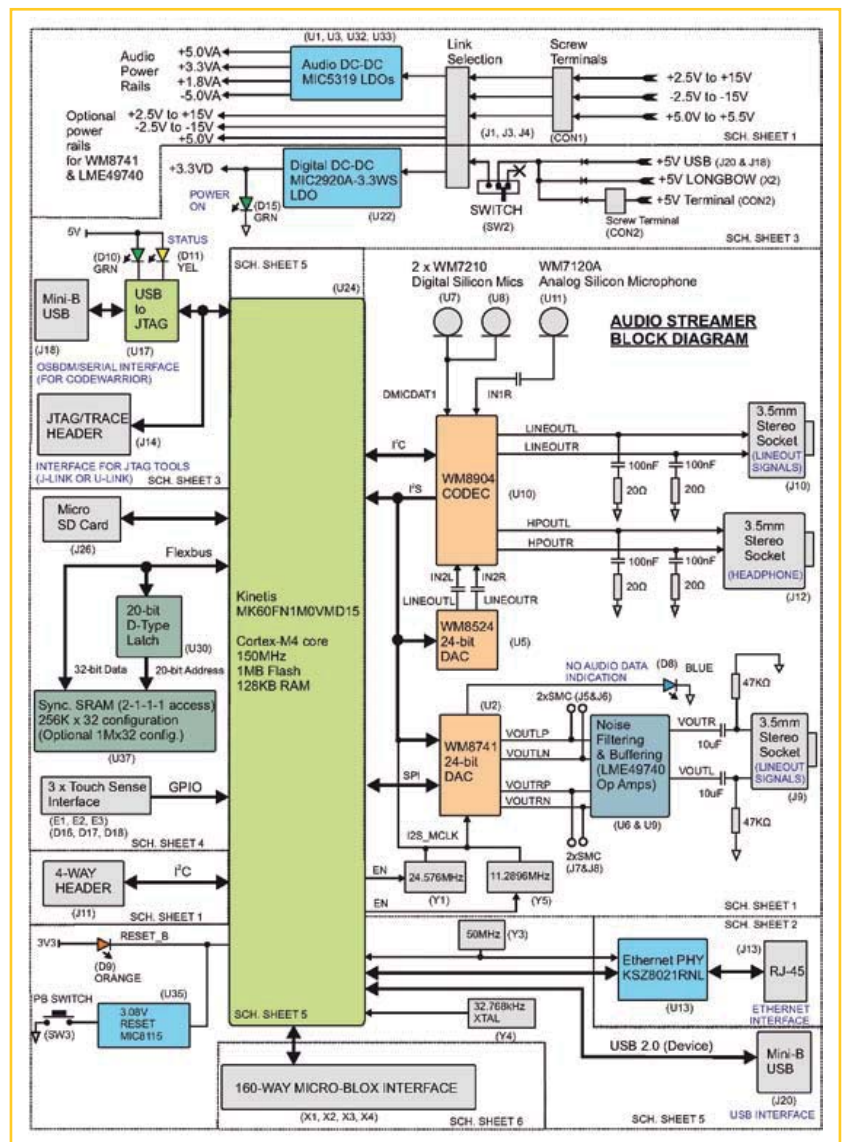 (U1, U3, U32, U33)
Audio
Power
Rails
+5.0VA
+3.3VA
+1.8VA
-5.0VA
Audio DC-DC
MIC5319 LDOs
Link
Selection
Screw
Terminals
+2.5V to +15V
-2.5V to -15V
+5.0V to +5.5V
(J1, J3, J4)
(CON1)
SCH. SHEET 1
Optional
power
rails
for WM8741
& LME49740
+2.5V to +15V
-2.5V to -15V
+5.0V
+3.3VD
Digital DC-DC
MIC2920A-3.3WS
LDO
(U22)
POWER
ON
(D15)
GRN
SWITCH
(SW2)
+5V USB (J20 & J18)
+5V LONGBOW (X2)
+5V Terminal (CON2)
Screw Terminal
(CON2)
SCH. SHEET 3
5V
STATUS
(D10)
GRN
(D11)
YEL
Mini-B
USB
(J18)
USB
to
JTAG
(U17)
OSBDM/SERIAL INTERFACE
(FOR CODEWARRIOR)
JTAG/TRACE
HEADER
(J14)
INTERFACE FOR JTAG TOOLS
(J-LINK OR U-LINK)
SCH. SHEET 3
SCH. SHEET 5
(U24)
Kinetis
MK60FN1M0VMD15
Cortex-M4 core
150MHz
1MB Flash
128KB RAM
SCH. SHEET 5
2 x WM7210
Digital Silicon Mics
(U7)
(U8)
WM7120A
Analog Silicon Microphone
(U11)
AUDIO STREAMER
BLOCK DIAGRAM
DMICDAT1
IN1R
I²C
I²S
WM8904
CODEC
(U10)
LINEOUTL
LINEOUTR
100nF
100nF
20Ω
20Ω
3.5mm
Stereo
Socket
(LINEOUT
SIGNALS)
(J10)
HPOUTL
HPOUTR
100nF
100nF
20Ω
20Ω
3.5mm
Stereo
Socket
(HEADPHONE)
(J12)
IN2L
IN2R
LINEOUTL
LINEOUTR
WM8524
24-bit
DAC
(U5)
Micro
SD Card
(J26)
Flexbus
20-bit
D-Type
Latch
(U30)
32-bit Data
20-bit Address
Sync. SRAM (2-1-1-1 access)
256K x 32 configuration
(Optional 1Mx32 config.)
(U37)
3 x Touch Sense
Interface
GPIO
(E1, E2, E3)
(D16, D17, D18)
SCH. SHEET 4
NO AUDIO DATA
INDICATION
(D8)
BLUE
(U2)
WM8741
24-bit
DAC
SPI
2xSMC (J5&J6)
VOUTLP
VOUTLN
VOUTRP
VOUTRN
2xSMC
(J7&J8)
Noise
Filtering
& Buffering
(LME49740
Op Amps)
(U6 & U9)
VOUTR
VOUTL
10uF
10uF
47KΩ
47KΩ
3.5mm
Stereo
Socket
(LINEOUT
SIGNALS)
(J9)
I2S_MCLK
EN
24.576MHz
(Y1)
11.2896MHz
(Y5)
EN
SCH. SHEET 1
4-WAY
HEADER
(J11)
I²C
SCH. SHEET 1
3V3
RESET_B
(D9)
ORANGE
PB SWITCH
(SW3)
3.08V
RESET
MIC8115
(U35)
50MHz
(Y3)
SCH. SHEET 2
Ethernet PHY
KSZ8021RNL
(U13)
(J13)
RJ-45
ETHERNET
INTERFACE
32.768kHz
XTAL
(Y4)
USB 2.0 (Device)
Mini-B
USB
(J20)
USB INTERFACE
SCH. SHEET 5
160-WAY MICRO-BLOX INTERFACE
(X1, X2, X3, X4)
SCH. SHEET 6